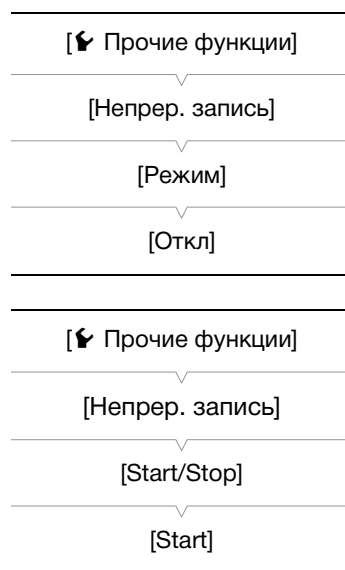 [Прочие функции]
[Непрер. запись]
[Режим]
[Откл]
[Прочие функции]
[Непрер. запись]
[Start/Stop]
[Start]